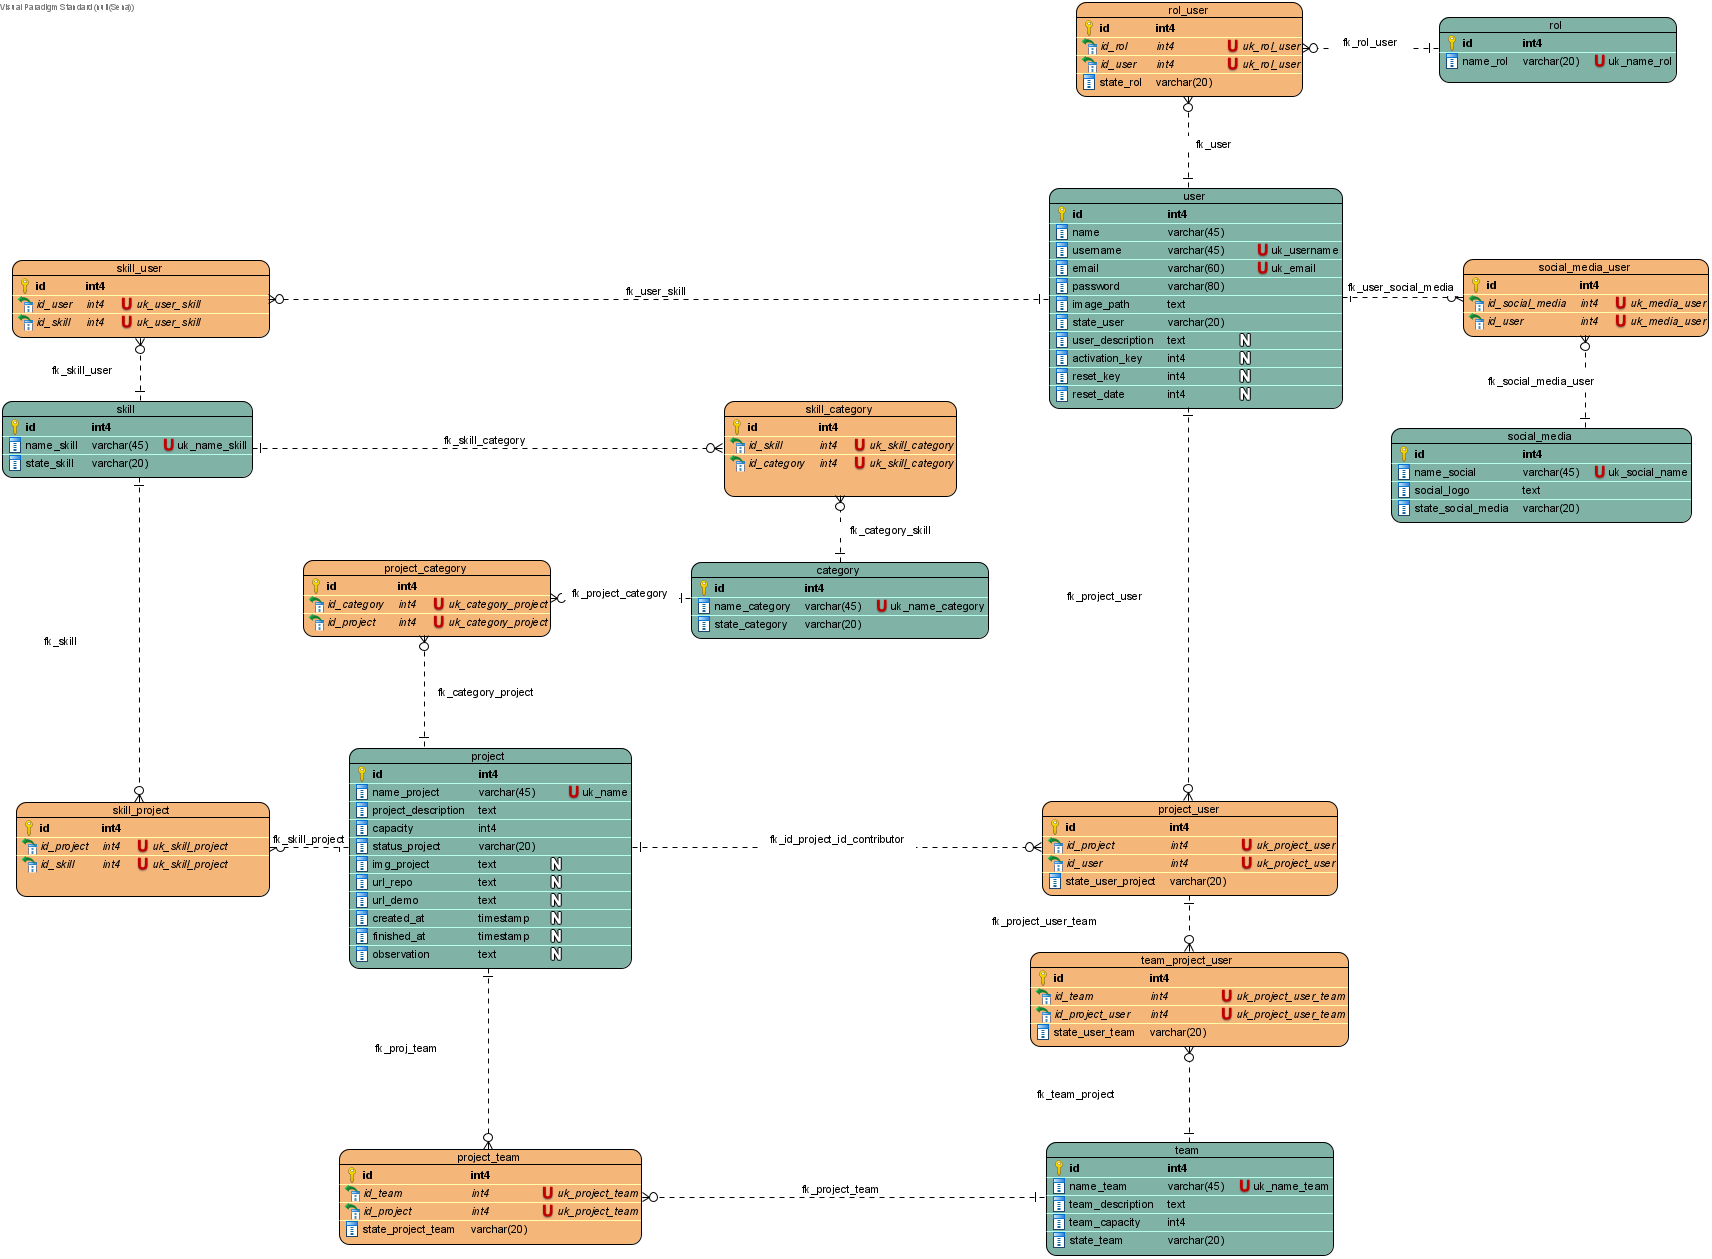 Visual Paradigm Standard (null(Sena))
rol_user
id int4
id_rol int4 U uk_rol_user
id_user int4 U uk_rol_user
state_rol varchar(20)
fk_rol_user
rol
id int4
name_rol varchar(20) U uk_name_rol
fk_user
user
id int4
name varchar(45)
username varchar(45) U uk_username
email varchar(60) U uk_email
password varchar(80)
image_path text
state_user varchar(20)
user_description text N
activation_key int4 N
reset_key int4 N
reset_date int4 N
skill_user
id int4
id_user int4 U uk_user_skill
id_skill int4 U uk_user_skill
fk_user_skill
fk_user_social_media
social_media_user
id int4
id_social_media int4 U uk_media_user
id_user int4 U uk_media_user
fk_skill_user
fk_social_media_user
skill
id int4
name_skill varchar(45) U uk_name_skill
state_skill varchar(20)
fk_skill_category
skill_category
id int4
id_skill int4 U uk_skill_category
id_category int4 U uk_skill_category
social_media
id int4
name_social varchar(45) U uk_social_name
social_logo text
state_social_media varchar(20)
fk_category_skill
project_category
id int4
id_category int4 U uk_category_project
id_project int4 U uk_category_project
fk_project_category
category
id int4
name_category varchar(45) U uk_name_category
state_category varchar(20)
fk_project_user
fk_skill
fk_category_project
project
id int4
name_project varchar(45) U uk_name
project_description text
capacity int4
status_project varchar(20)
img_project text N
url_repo text N
url_demo text N
created_at timestamp N
finished_at timestamp N
observation text N
skill_project
id int4
id_project int4 U uk_skill_project
id_skill int4 U uk_skill_project
fk_skill_project
fk_id_project_id_contributor
project_user
id int4
id_project int4 U uk_project_user
id_user int4 U uk_project_user
state_user_project varchar(20)
fk_project_user_team
team_project_user
id int4
id_team int4 U uk_project_user_team
id_project_user int4 U uk_project_user_team
state_user_team varchar(20)
fk_proj_team
fk_team_project
project_team
id int4
id_team int4 U uk_project_team
id_project int4 U uk_project_team
state_project_team varchar(20)
fk_project_team
team
id int4
name_team varchar(45) U uk_name_team
team_description text
team_capacity int4
state_team varchar(20)